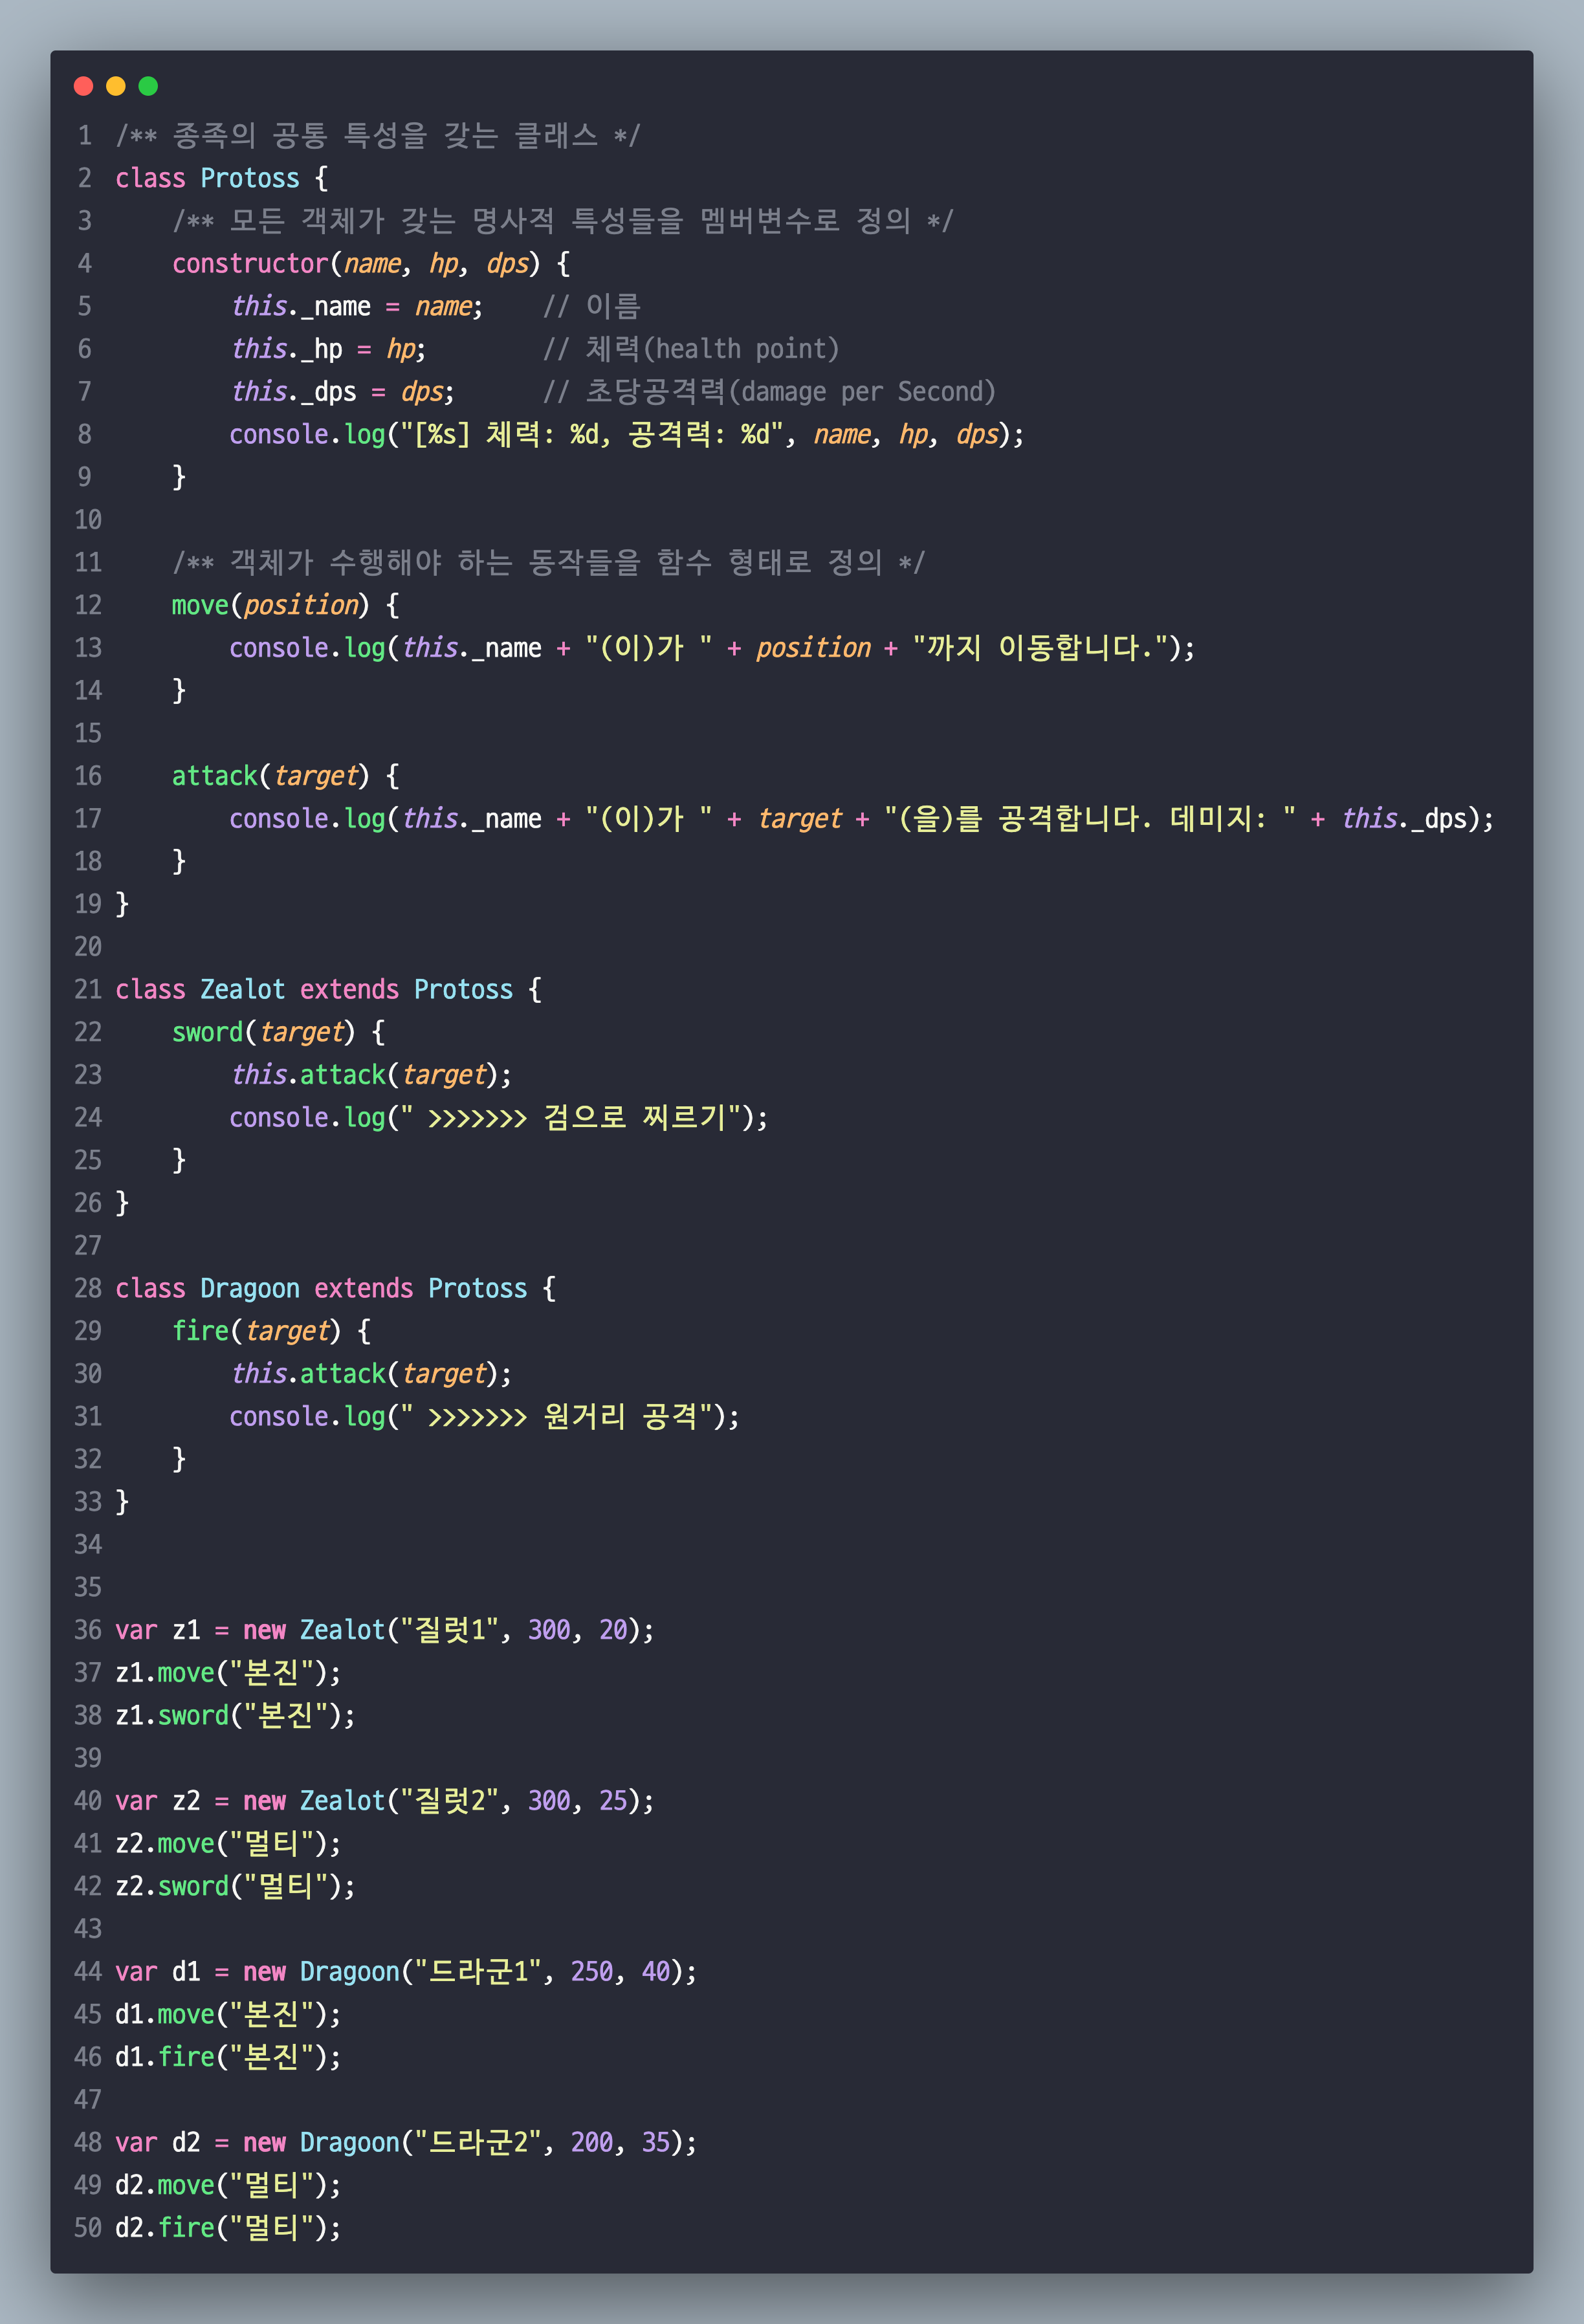 1 /** 종족의 공통 특성을 갖는 클래스 */
2 class Protoss {
3     /** 모든 객체가 갖는 명사적 특성들을 멤버변수로 정의 */
4     constructor(name, hp, dps) {
5         this._name = name;    // 이름
6         this._hp = hp;        // 체력(health point)
7         this._dps = dps;      // 초당공격력(damage per Second)
8         console.log("[%s] 체력: %d, 공격력: %d", name, hp, dps);
9     }
10
11     /** 객체가 수행해야 하는 동작들을 함수 형태로 정의 */
12     move(position) {
13         console.log(this._name + "(이)가 " + position + "까지 이동합니다.");
14     }
15
16     attack(target) {
17         console.log(this._name + "(이)가 " + target + "(을)를 공격합니다. 데미지: " + this._dps);
18     }
19 }
20
21 class Zealot extends Protoss {
22     sword(target) {
23         this.attack(target);
24         console.log(" >>>>>>> 검으로 찌르기");
25     }
26 }
27
28 class Dragoon extends Protoss {
29     fire(target) {
30         this.attack(target);
31         console.log(" >>>>>>> 원거리 공격");
32     }
33 }
34
35
36 var z1 = new Zealot("질럿1", 300, 20);
37 z1.move("본진");
38 z1.sword("본진");
39
40 var z2 = new Zealot("질럿2", 300, 25);
41 z2.move("멀티");
42 z2.sword("멀티");
43
44 var d1 = new Dragoon("드라군1", 250, 40);
45 d1.move("본진");
46 d1.fire("본진");
47
48 var d2 = new Dragoon("드라군2", 200, 35);
49 d2.move("멀티");
50 d2.fire("멀티");